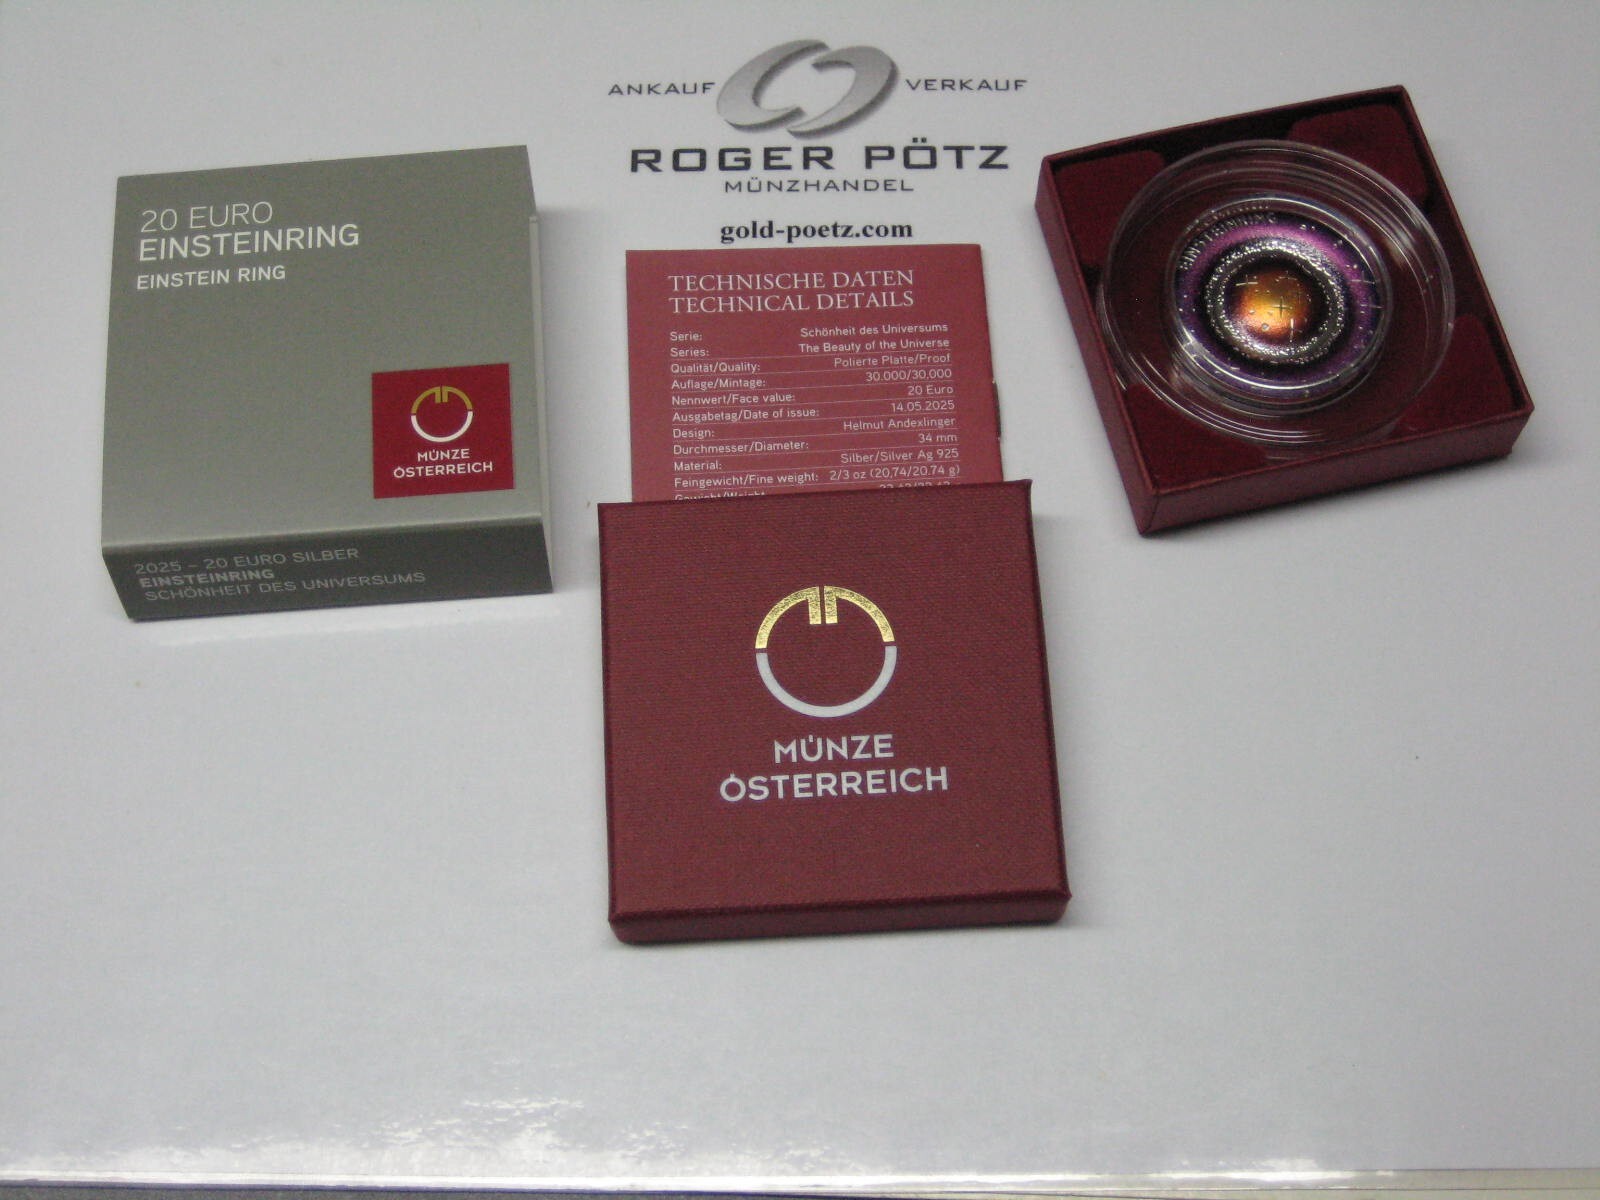 ANKAUF VERKAUF
ROGER PÖTZ
MÜNZHANDEL
gold-poetz.com
20 EURO
EINSTEINRING
EINSTEIN RING
MÜNZE
ÖSTERREICH
2025 – 20 EURO SILBER
EINSTEINRING
SCHÖNHEIT DES UNIVERSUMS
TECHNISCHE DATEN
TECHNICAL DETAILS
Serie: Schönheit des Universums
Series: The Beauty of the Universe
Qualität/Quality: Polierte Platte/Proof
Auflage/Mintage: 30.000/30,000
Nennwert/Face value: 20 Euro
Ausgabetag/Date of issue: 14.05.2025
Design: Helmut Andexlinger
Durchmesser/Diameter: 34 mm
Material: Silber/Silver Ag 925
Feingewicht/Fine weight: 2/3 oz (20,74/20.74 g)
Gewicht/Weight
EINSTEINRING
MÜNZE
ÖSTERREICH